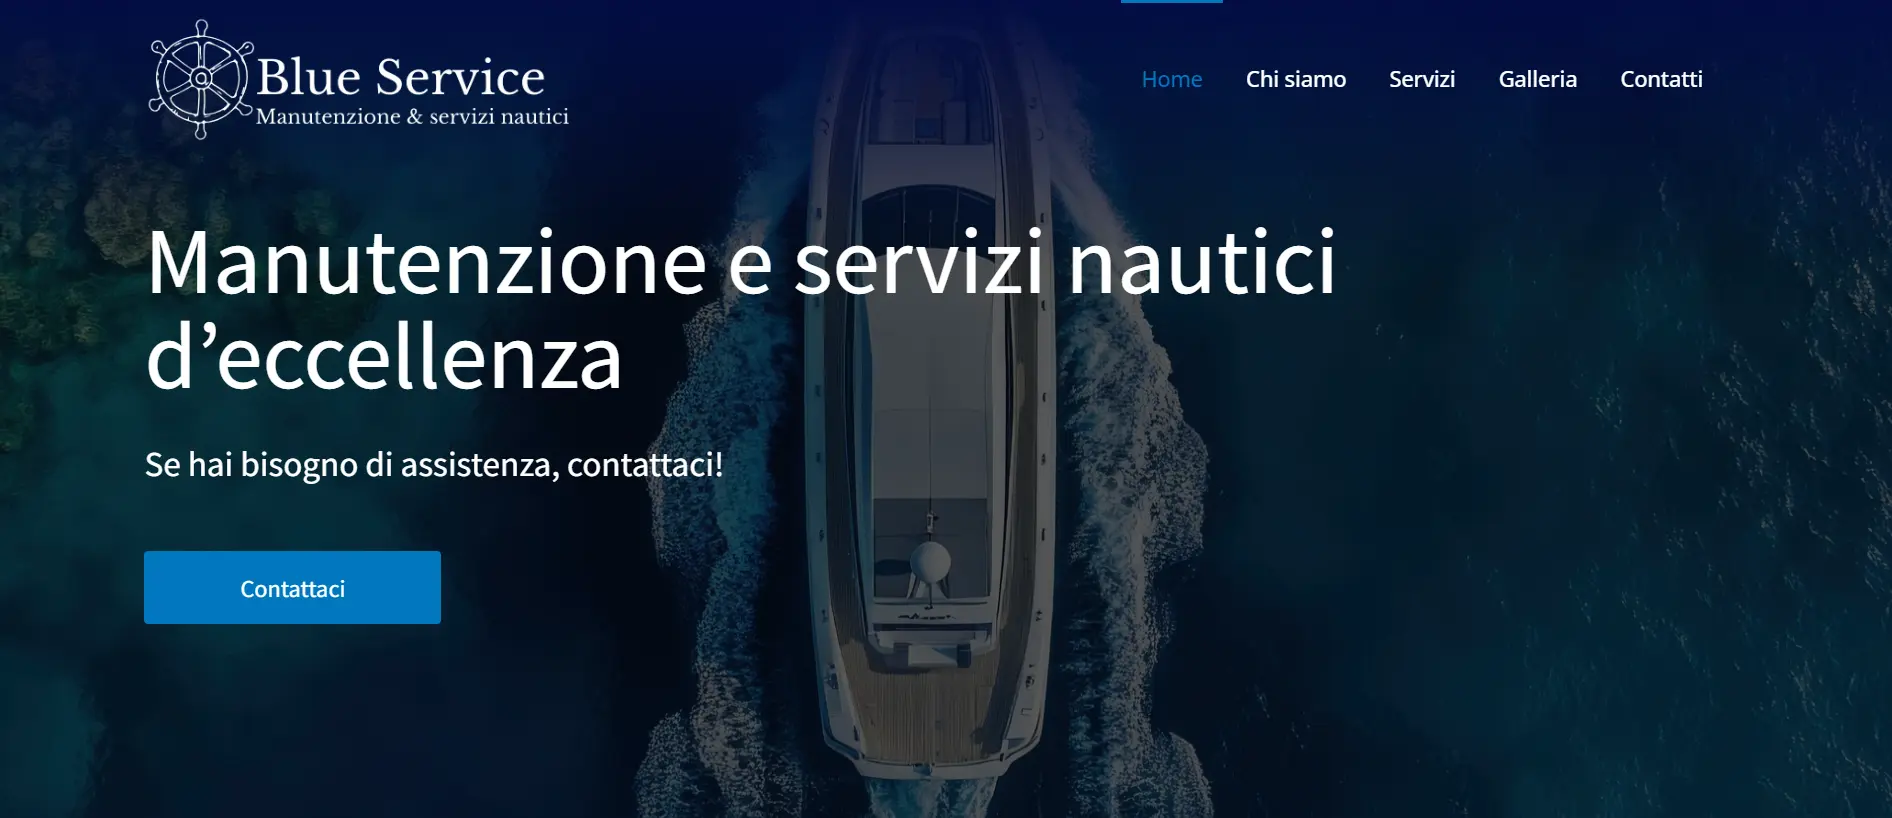 Blue Service
Manutenzione & servizi nautici
Home Chi siamo Servizi Galleria Contatti
Manutenzione e servizi nautici
d’eccellenza
Se hai bisogno di assistenza, contattaci!
Contattaci